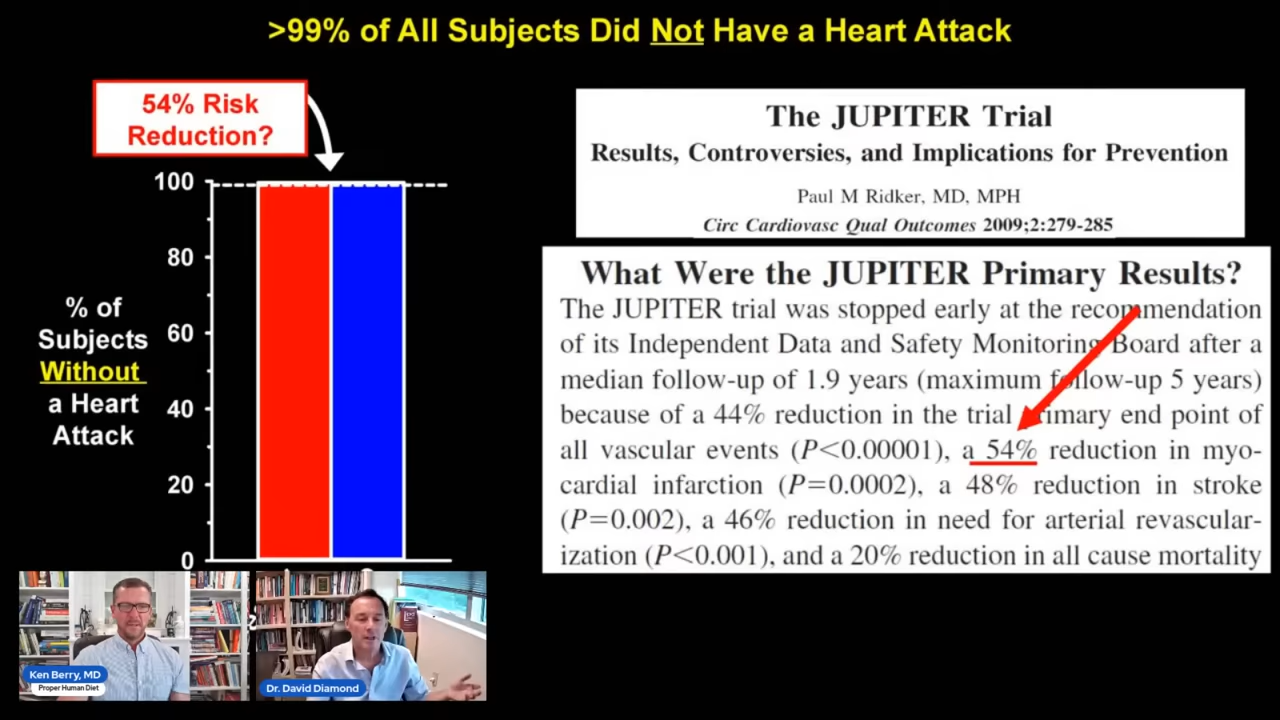 >99% of All Subjects Did Not Have a Heart Attack
54% Risk
Reduction?
100
80
60
40
20
0
% of
Subjects
Without
a Heart
Attack
The JUPITER Trial
Results, Controversies, and Implications for Prevention
Paul M Ridker, MD, MPH
Circ Cardiovasc Qual Outcomes 2009;2:279-285
What Were the JUPITER Primary Results?
The JUPITER trial was stopped early at the recommendation
of its Independent Data and Safety Monitoring Board after a
median follow-up of 1.9 years (maximum follow-up 5 years)
because of a 44% reduction in the trial primary end point of
all vascular events (P<0.00001), a 54% reduction in myo-
cardial infarction (P=0.0002), a 48% reduction in stroke
(P=0.002), a 46% reduction in need for arterial revascular-
ization (P<0.001), and a 20% reduction in all cause mortality
Ken Berry, MD
Proper Human Diet
Dr. David Diamond